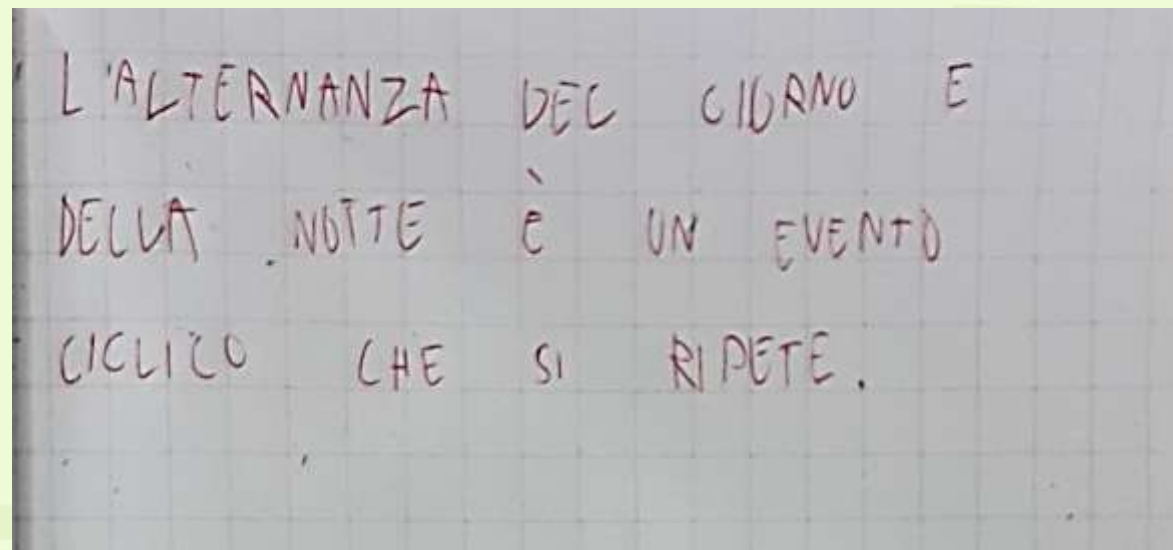 L'ALTERNANZA DEL GIORNO E
DELLA NOTTE è UN EVENTO
CICLICO CHE SI RIPETE.